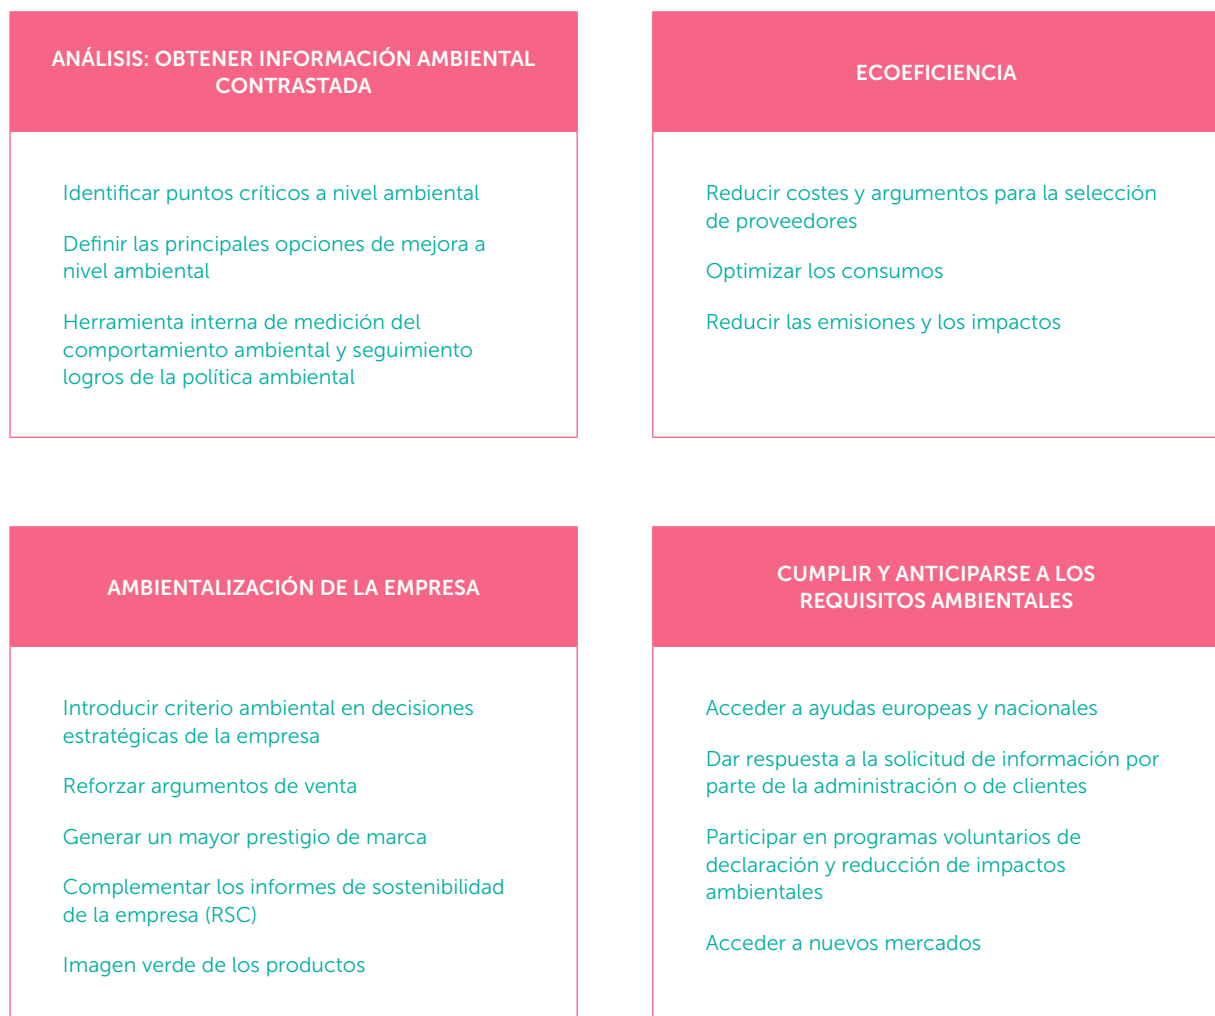 ANÁLISIS: OBTENER INFORMACIÓN AMBIENTAL
CONTRASTADA
Identificar puntos críticos a nivel ambiental
Definir las principales opciones de mejora a
nivel ambiental
Herramienta interna de medición del
comportamiento ambiental y seguimiento
logros de la política ambiental
ECOEFICIENCIA
Reducir costes y argumentos para la selección
de proveedores
Optimizar los consumos
Reducir las emisiones y los impactos
AMBIENTALIZACIÓN DE LA EMPRESA
Introducir criterio ambiental en decisiones
estratégicas de la empresa
Reforzar argumentos de venta
Generar un mayor prestigio de marca
Complementar los informes de sostenibilidad
de la empresa (RSC)
Imagen verde de los productos
CUMPLIR Y ANTICIPARSE A LOS
REQUISITOS AMBIENTALES
Acceder a ayudas europeas y nacionales
Dar respuesta a la solicitud de información por
parte de la administración o de clientes
Participar en programas voluntarios de
declaración y reducción de impactos
ambientales
Acceder a nuevos mercados